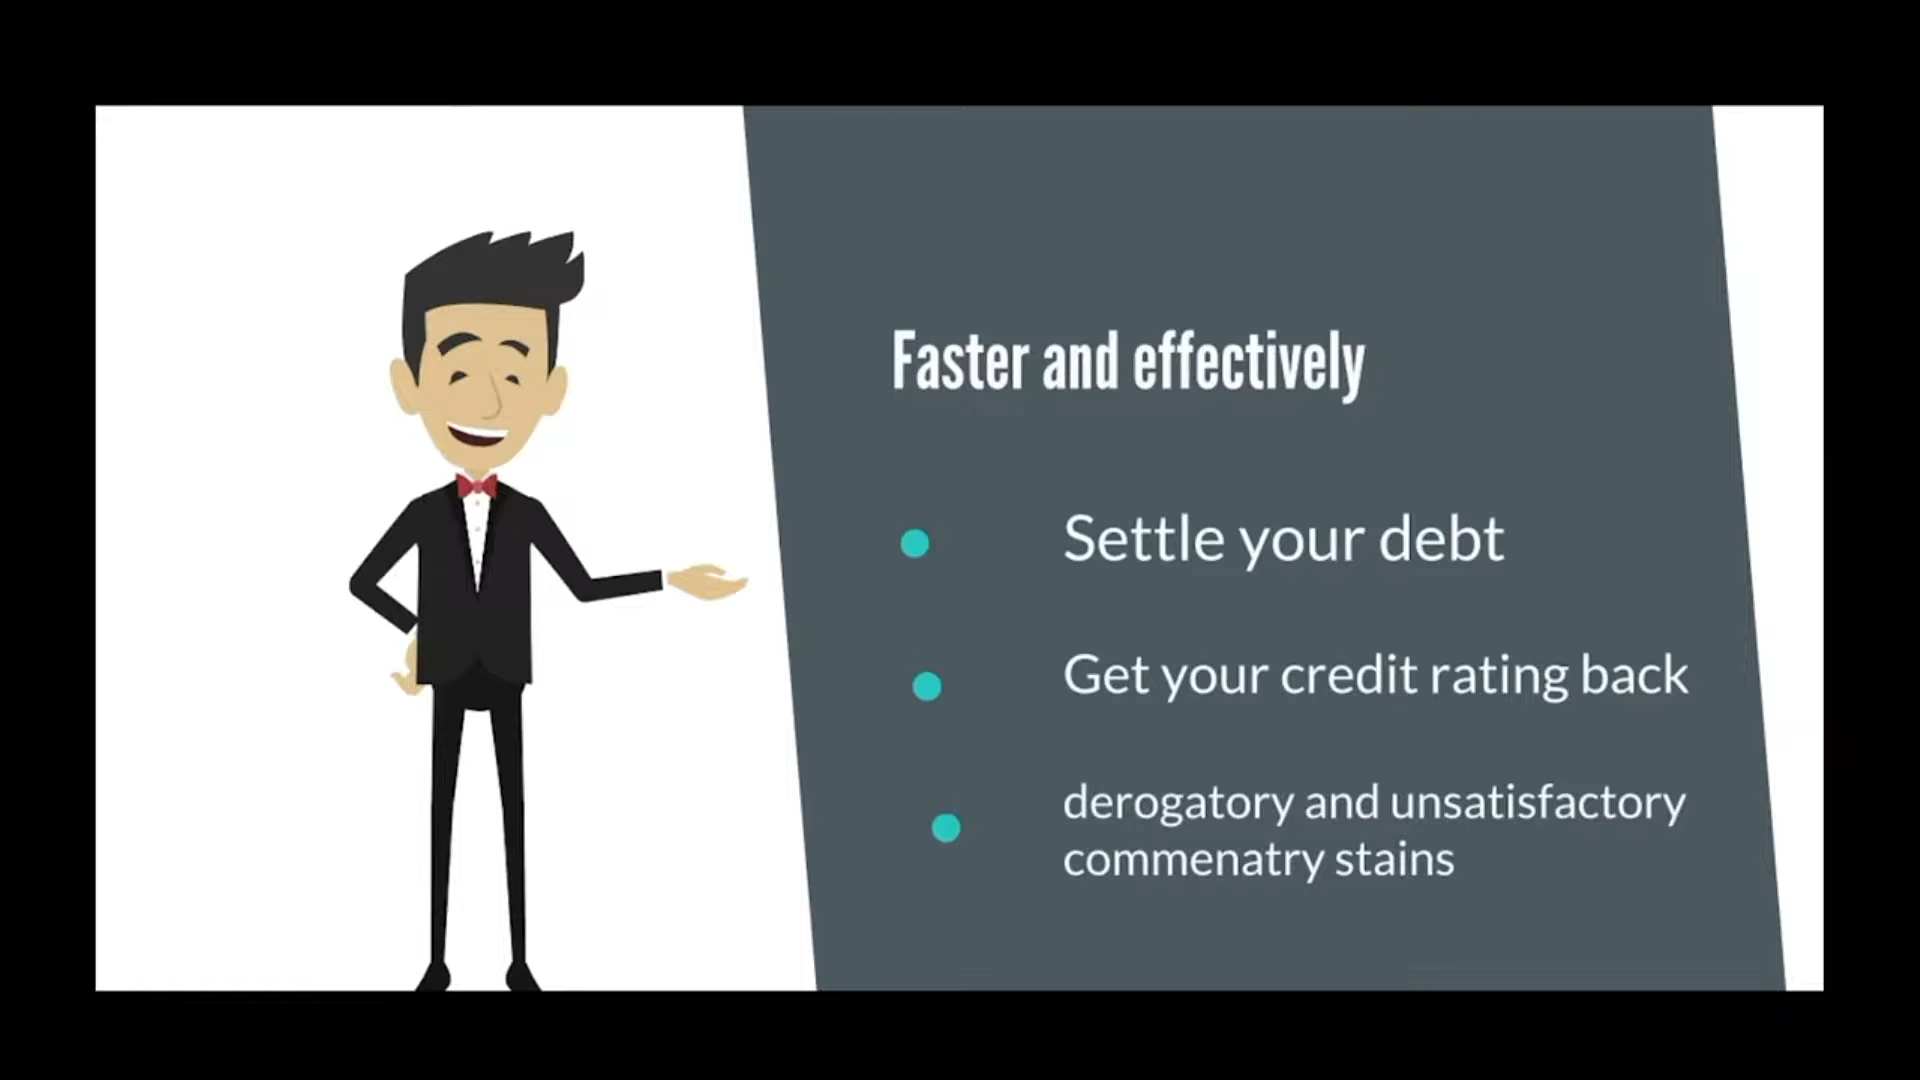 Faster and effectively
Settle your debt
Get your credit rating back
derogatory and unsatisfactory
commenatry stains